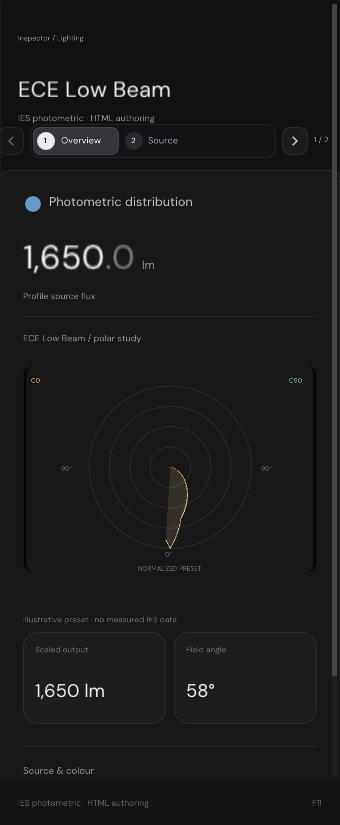 Inspector / Lighting
ECE Low Beam
IES photometric · HTML authoring
1 Overview 2 Source 1 / 2
Photometric distribution
1,650.0 lm
Profile source flux
ECE Low Beam / polar study
C0 C90
90° 90°
0°
NORMALIZED PRESET
Illustrative preset · no measured IES data
Scaled output Field angle
1,650 lm 58°
Source & colour
IES photometric · HTML authoring F11